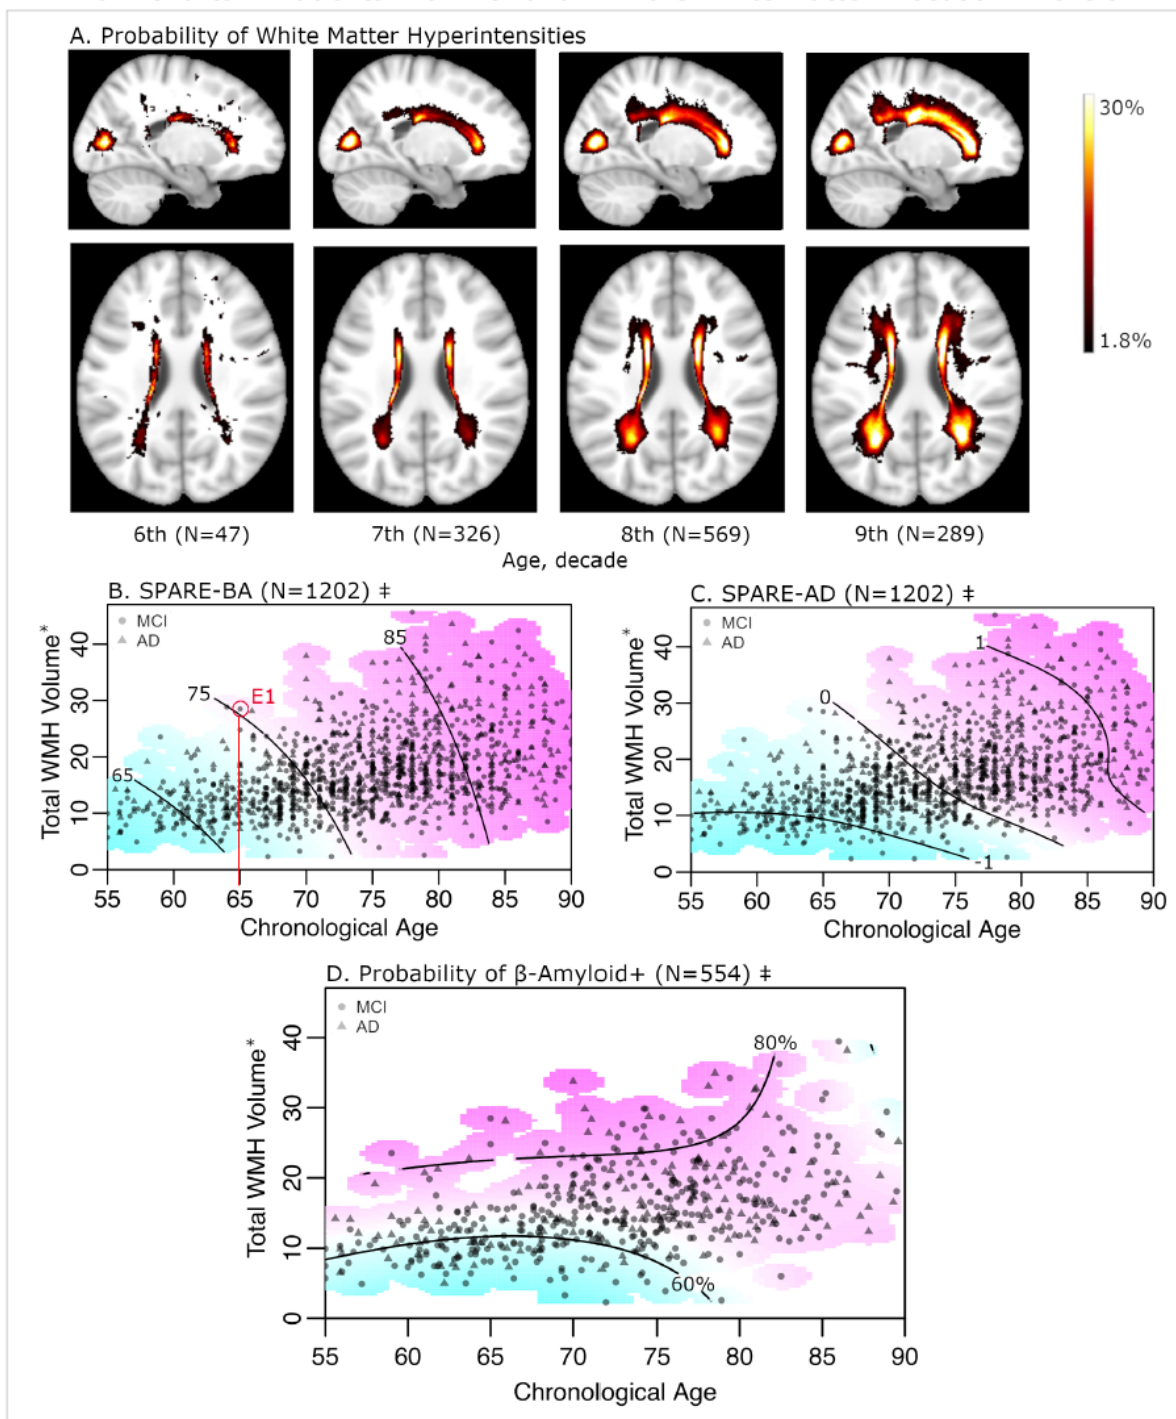 A. Probability of White Matter Hyperintensities
30%
1.8%
6th (N=47)
7th (N=326)
8th (N=569)
9th (N=289)
Age, decade
B. SPARE-BA (N=1202) ‡
MCI
AD
Total WMH Volume*
40
30
20
10
0
65
75
85
E1
55 60 65 70 75 80 85 90
Chronological Age
C. SPARE-AD (N=1202) ‡
MCI
AD
Total WMH Volume*
40
30
20
10
0
1
0
-1
55 60 65 70 75 80 85 90
Chronological Age
D. Probability of β-Amyloid+ (N=554) ‡
MCI
AD
Total WMH Volume*
40
30
20
10
0
80%
60%
55 60 65 70 75 80 85 90
Chronological Age